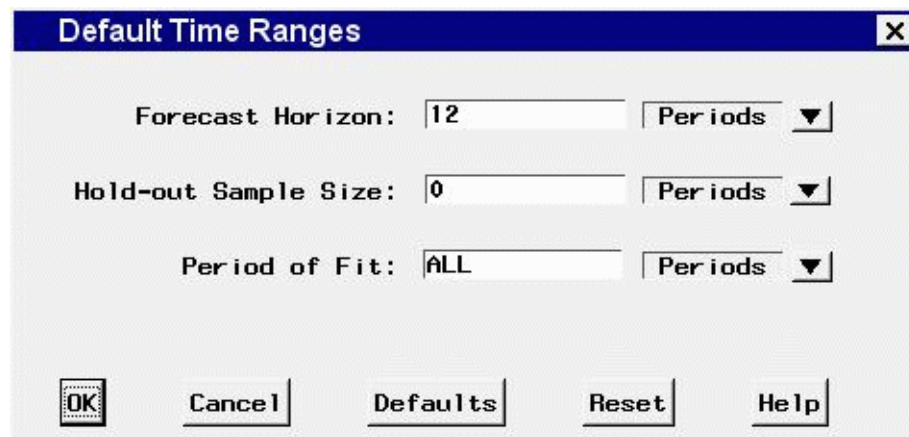 Default Time Ranges
Forecast Horizon: 12 Periods
Hold-out Sample Size: 0 Periods
Period of Fit: ALL Periods
OK Cancel Defaults Reset Help